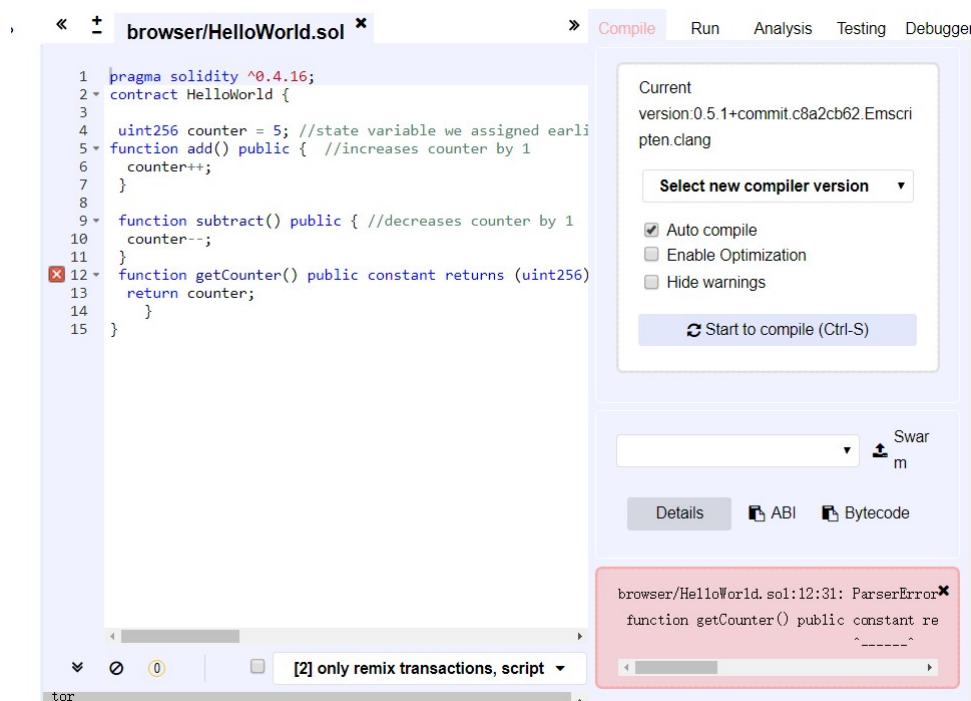 browser/HelloWorld.sol
Compile Run Analysis Testing Debugger
1 pragma solidity ^0.4.16;
2 contract HelloWorld {
3
4 uint256 counter = 5; //state variable we assigned earli
5 function add() public { //increases counter by 1
6 counter++;
7 }
8
9 function subtract() public { //decreases counter by 1
10 counter--;
11 }
12 function getCounter() public constant returns (uint256)
13 return counter;
14 }
15 }
Current
version:0.5.1+commit.c8a2cb62.Emscri
pten.clang
Select new compiler version
Auto compile
Enable Optimization
Hide warnings
Start to compile (Ctrl-S)
Swar
m
Details ABI Bytecode
browser/HelloWorld.sol:12:31: ParserError
function getCounter() public constant re
^------^
0 [2] only remix transactions, script
tor